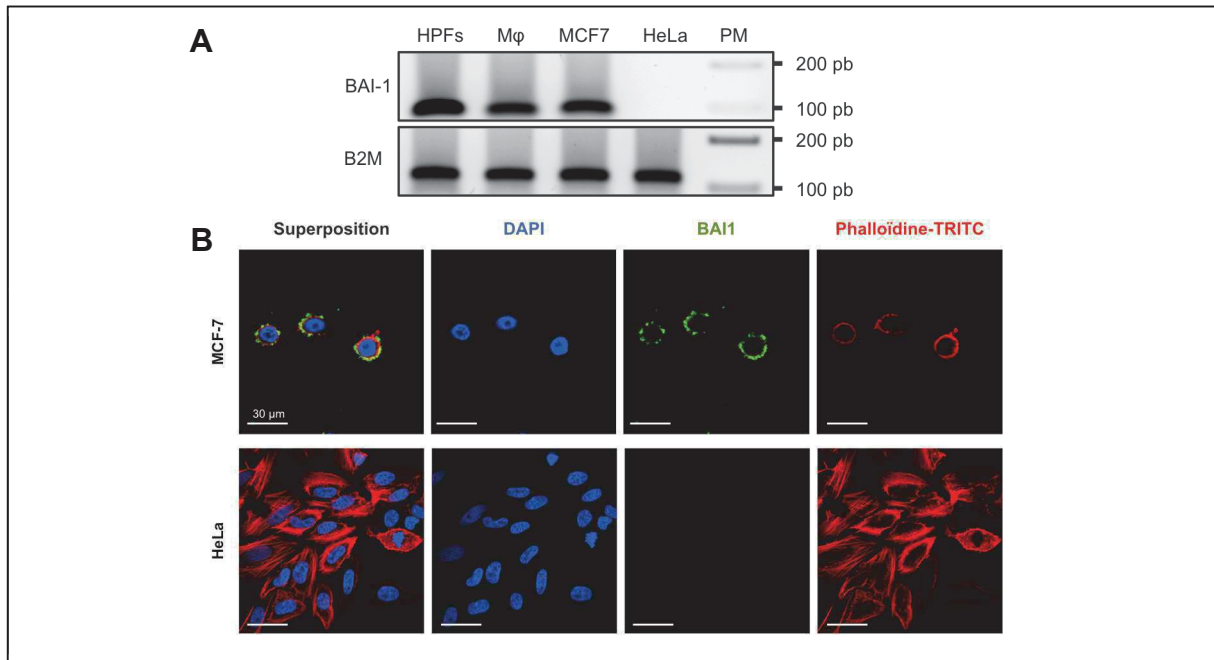 A
HPFs Mφ MCF7 HeLa PM
BAI-1
200 pb
100 pb
B2M
200 pb
100 pb
B
Superposition DAPI BAI1 Phalloïdine-TRITC
MCF-7
30 µm
HeLa